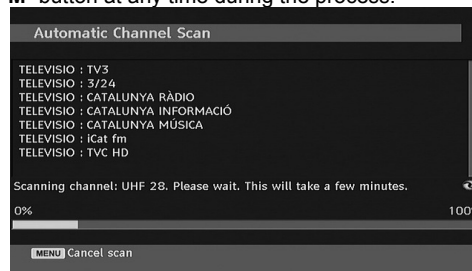 M" button at any time during the process.
Automatic Channel Scan
TELEVISIO : TV3
TELEVISIO : 3/24
TELEVISIO : CATALUNYA RÀDIO
TELEVISIO : CATALUNYA INFORMACIÓ
TELEVISIO : CATALUNYA MÚSICA
TELEVISIO : iCat fm
TELEVISIO : TVC HD
Scanning channel: UHF 28. Please wait. This will take a few minutes.
0% 100%
MENU Cancel scan